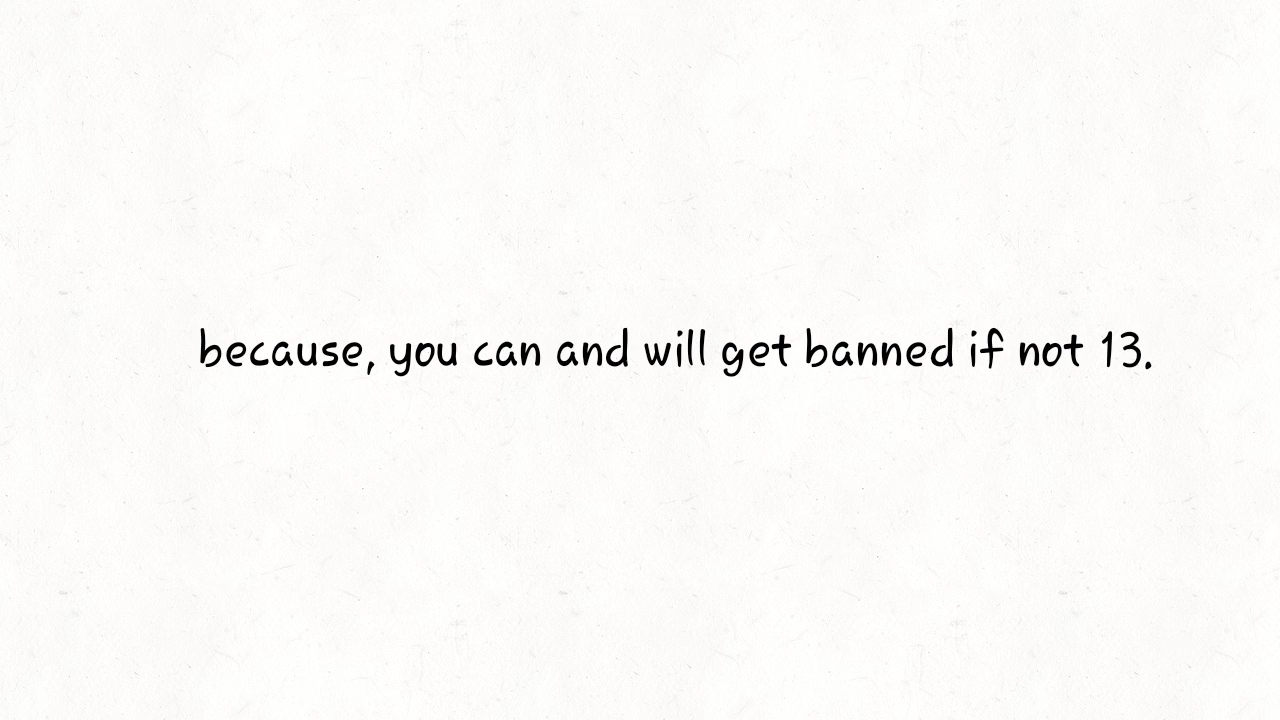 because, you can and will get banned if not 13.